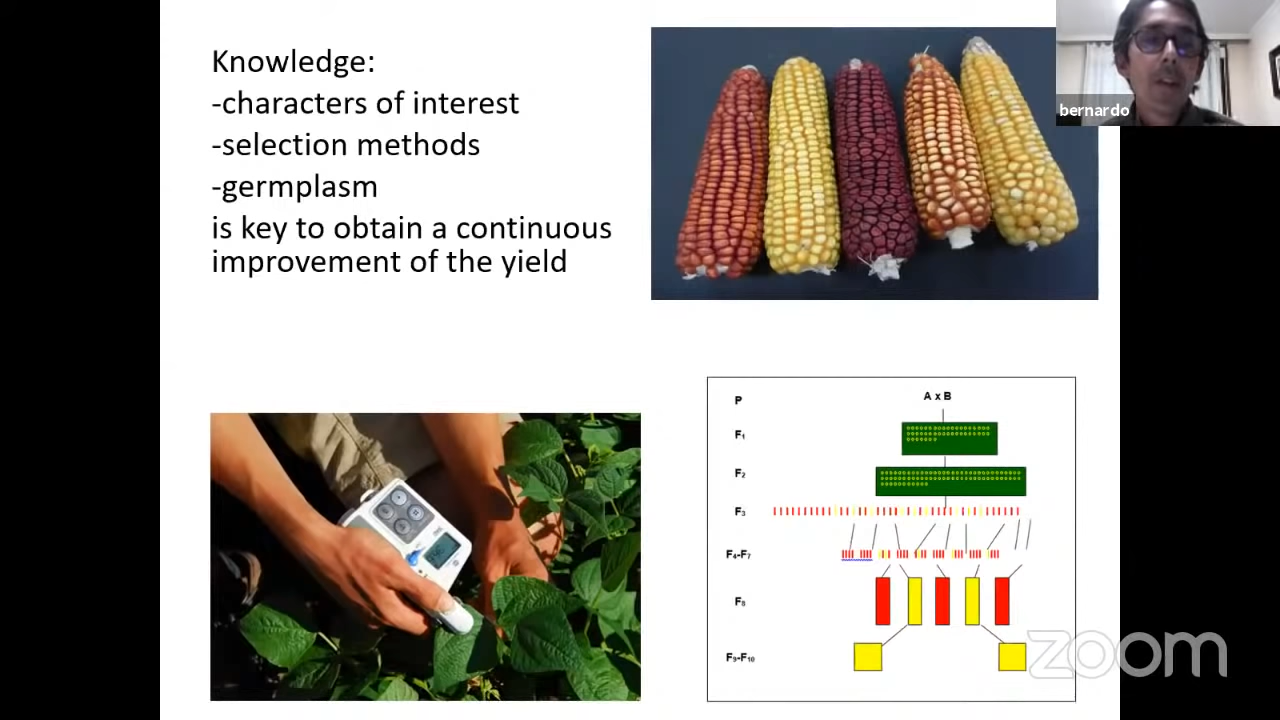 Knowledge:
-characters of interest
-selection methods
-germplasm
is key to obtain a continuous
improvement of the yield
bernardo
P
A x B
F₁
F₂
F₃
F₄-F₇
F₈
F₉-F₁₀
zoom